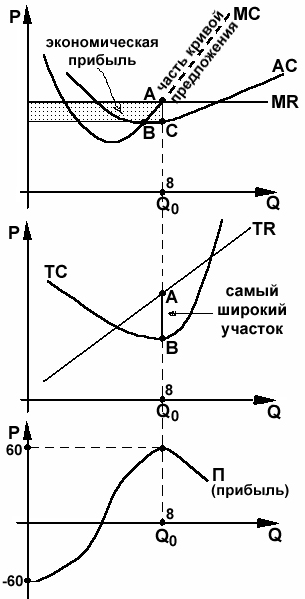 P
MC
экономическая
прибыль
часть кривой
предложения
A
AC
MR
B
C
8
Q0
Q
P
TR
TC
A
самый
широкий
участок
B
8
Q0
Q
P
60
П
(прибыль)
8
Q0
Q
-60